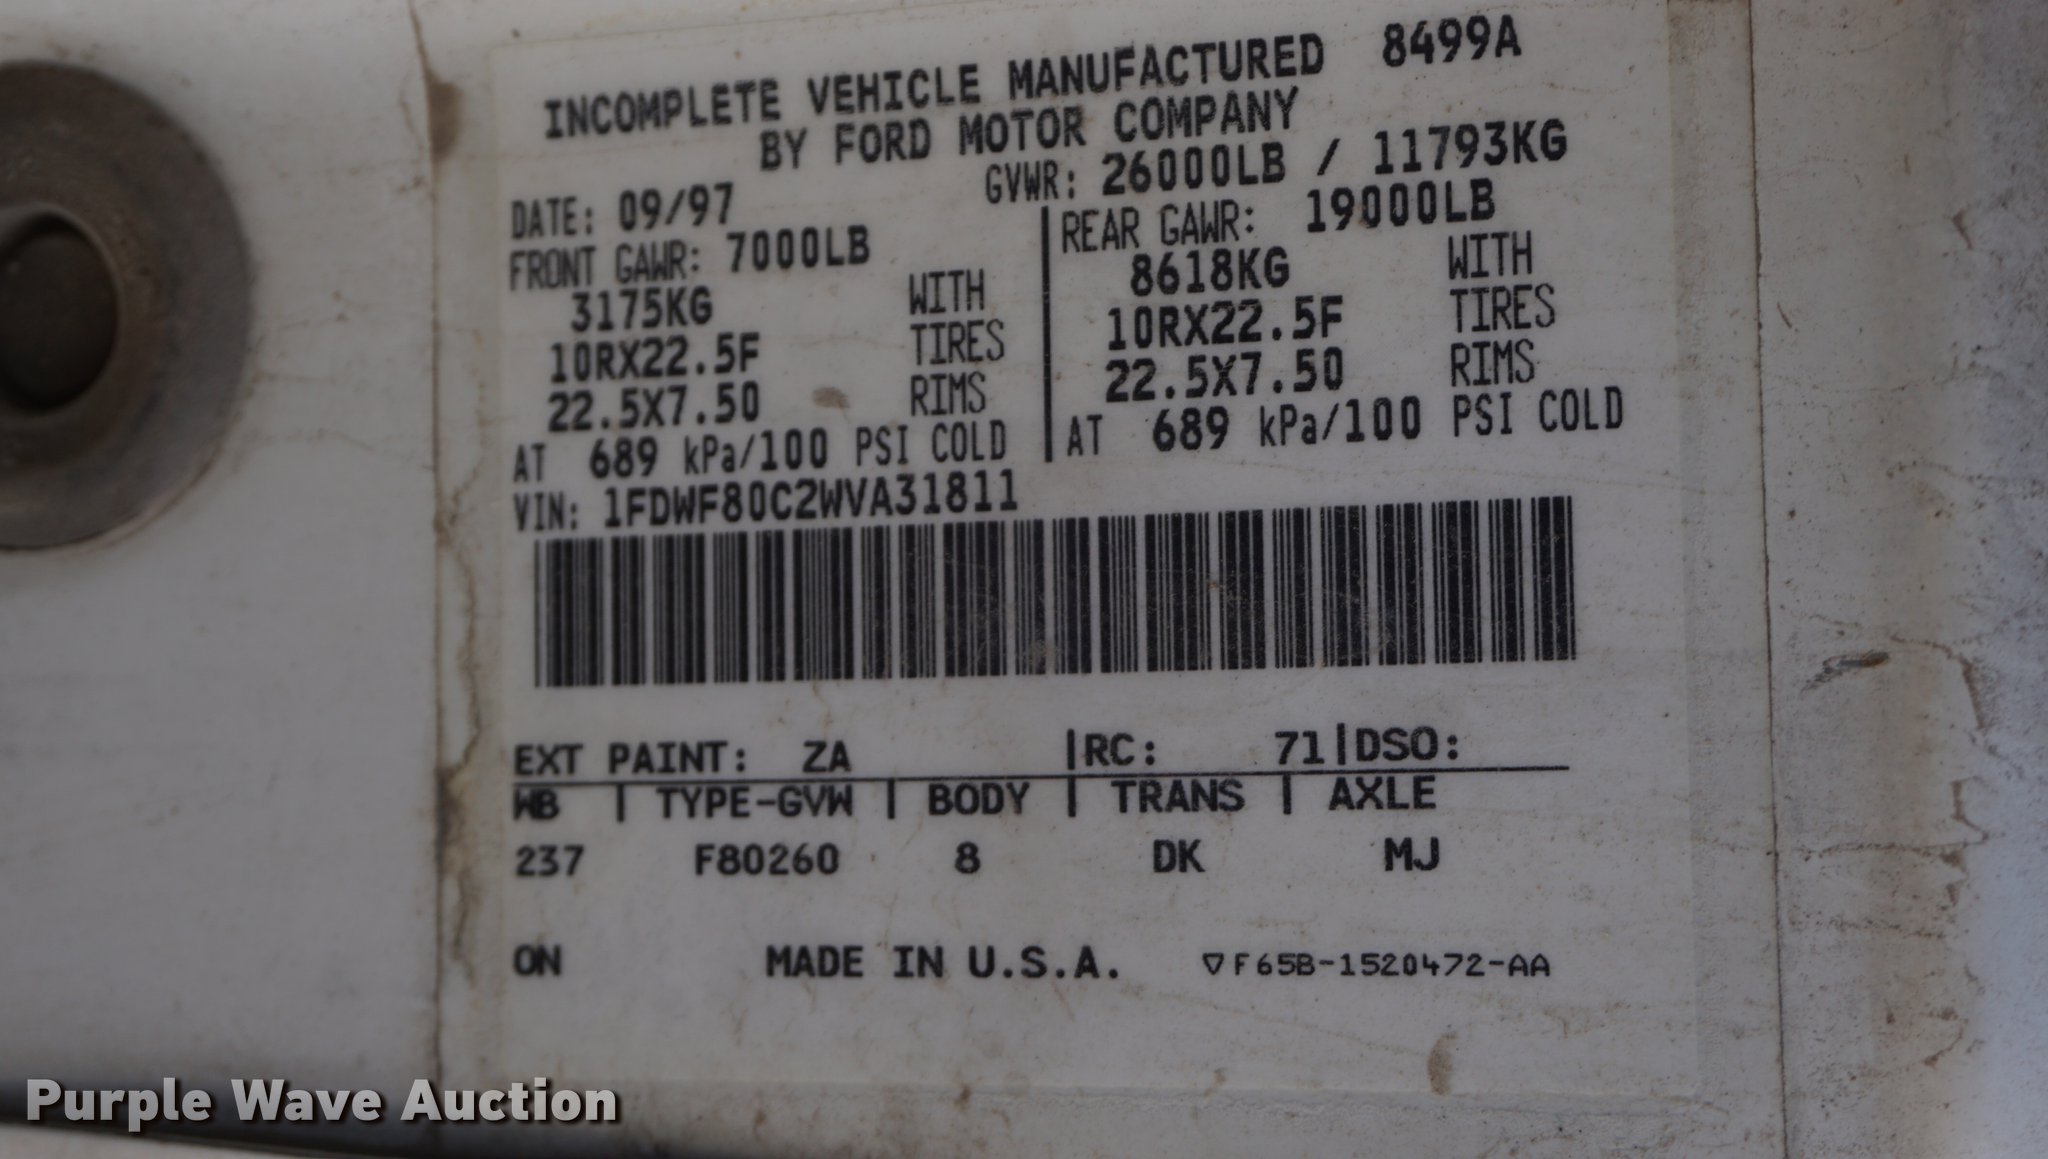 INCOMPLETE VEHICLE MANUFACTURED 8499A
BY FORD MOTOR COMPANY
DATE: 09/97 GVWR: 26000LB / 11793KG
FRONT GAWR: 7000LB | REAR GAWR: 19000LB
3175KG WITH | 8618KG WITH
10RX22.5F TIRES | 10RX22.5F TIRES
22.5X7.50 RIMS | 22.5X7.50 RIMS
AT 689 kPa/100 PSI COLD | AT 689 kPa/100 PSI COLD
VIN: 1FDWF80C2WVA31811
EXT PAINT: ZA |RC: 71|DSO:
WB | TYPE-GVW | BODY | TRANS | AXLE
237 F80260 8 DK MJ
ON MADE IN U.S.A. ▽F65B-1520472-AA
Purple Wave Auction